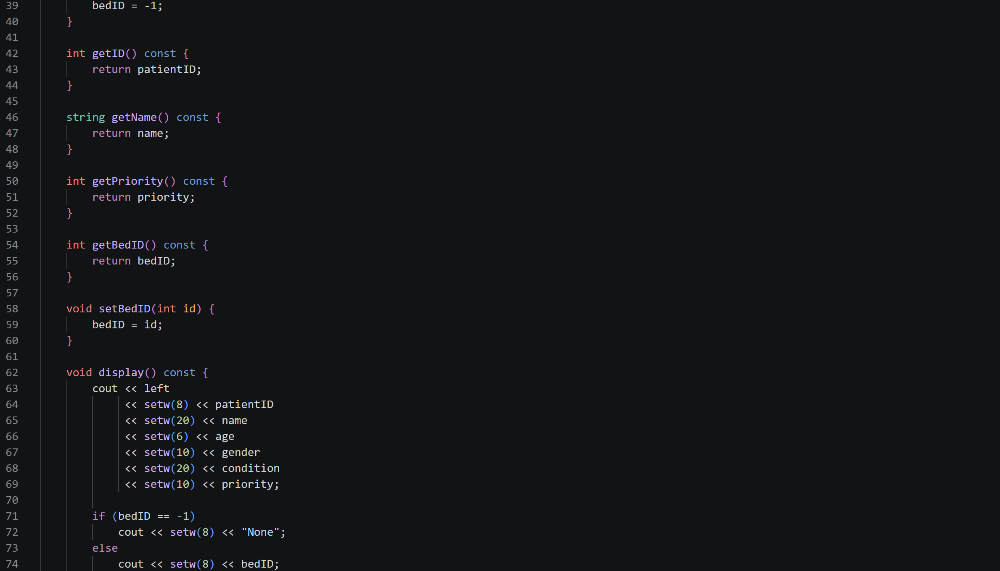 39 bedID = -1;
40 }
41
42 int getID() const {
43 return patientID;
44 }
45
46 string getName() const {
47 return name;
48 }
49
50 int getPriority() const {
51 return priority;
52 }
53
54 int getBedID() const {
55 return bedID;
56 }
57
58 void setBedID(int id) {
59 bedID = id;
60 }
61
62 void display() const {
63 cout << left
64 << setw(8) << patientID
65 << setw(20) << name
66 << setw(6) << age
67 << setw(10) << gender
68 << setw(20) << condition
69 << setw(10) << priority;
70
71 if (bedID == -1)
72 cout << setw(8) << "None";
73 else
74 cout << setw(8) << bedID;